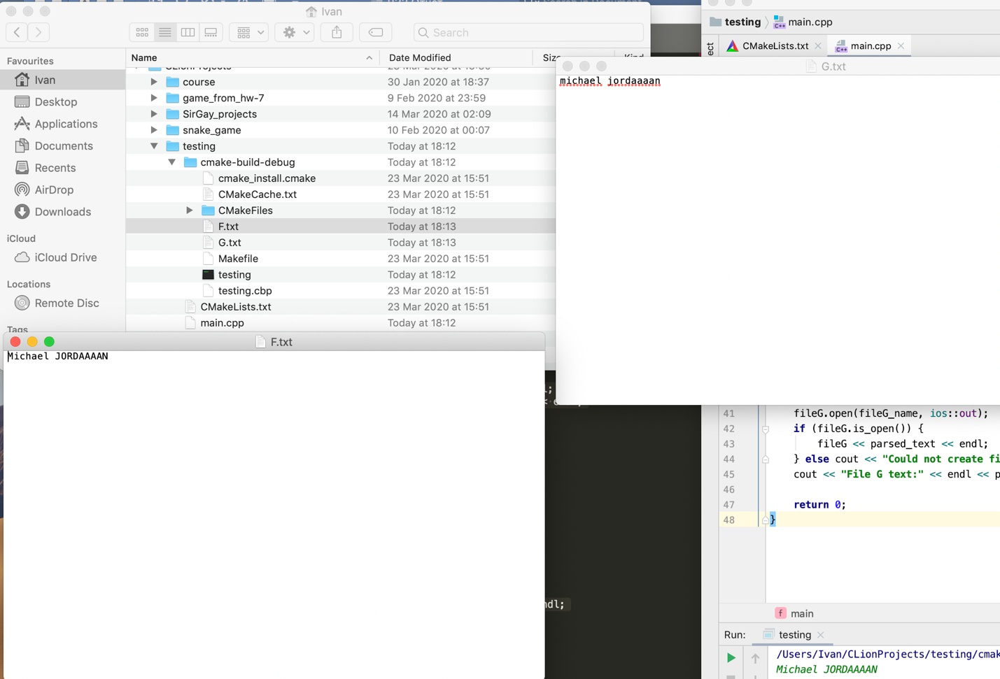 Ivan
Search
Name
Date Modified
Size
Kind
Favourites
Ivan
Desktop
Applications
Documents
Recents
AirDrop
Downloads
iCloud
iCloud Drive
Locations
Remote Disc
Tags
CLionProjects
course 30 Jan 2020 at 18:37
game_from_hw-7 9 Feb 2020 at 23:59
SirGay_projects 14 Mar 2020 at 02:09
snake_game 10 Feb 2020 at 00:07
testing Today at 18:12
cmake-build-debug Today at 18:12
cmake_install.cmake 23 Mar 2020 at 15:51
CMakeCache.txt 23 Mar 2020 at 15:51
CMakeFiles Today at 18:12
F.txt Today at 18:13
G.txt Today at 18:13
Makefile 23 Mar 2020 at 15:51
testing Today at 18:12
testing.cbp 23 Mar 2020 at 15:51
CMakeLists.txt 23 Mar 2020 at 15:51
main.cpp Today at 18:12
F.txt
Michael JORDAAAAN
testing main.cpp
CMakeLists.txt main.cpp
G.txt
michael jordaaaan
41 fileG.open(fileG_name, ios::out);
42 if (fileG.is_open()) {
43 fileG << parsed_text << endl;
44 } else cout << "Could not create fi
45 cout << "File G text:" << endl << p
46
47 return 0;
48 }
ndl;
f main
Run: testing
/Users/Ivan/CLionProjects/testing/cmak
Michael JORDAAAAN